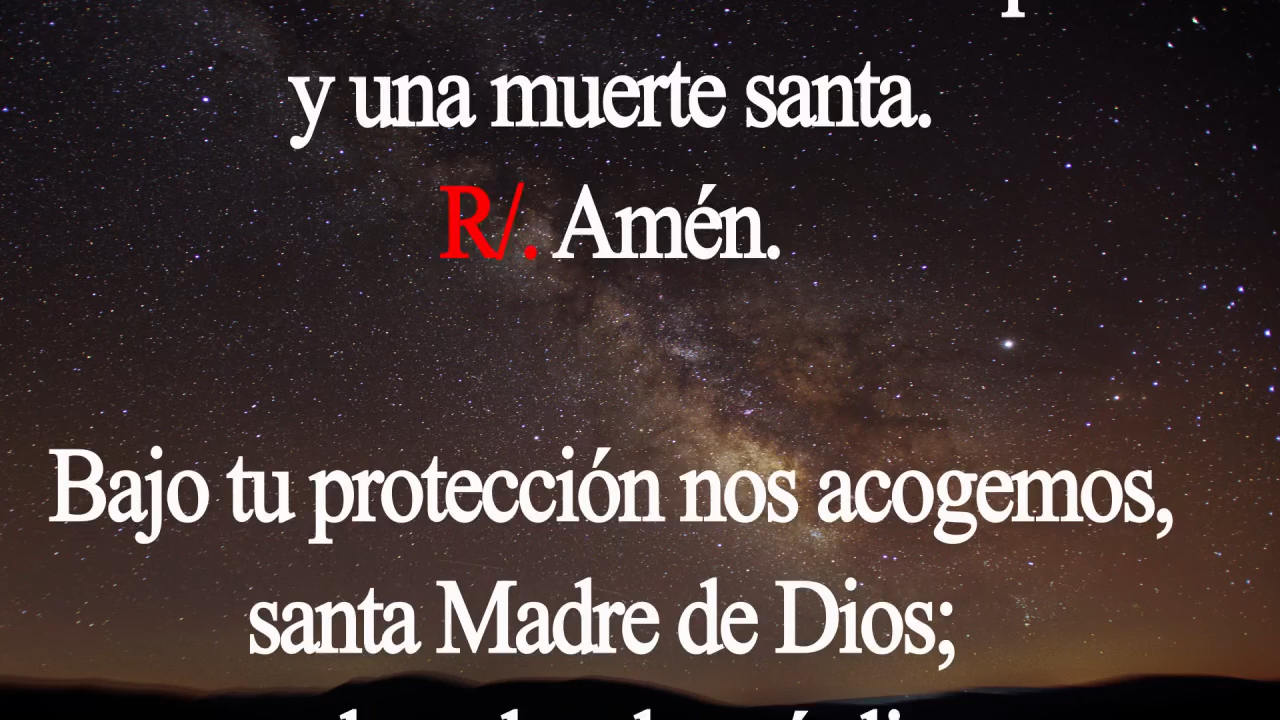 y una muerte santa.
R/. Amén.
Bajo tu protección nos acogemos,
santa Madre de Dios;